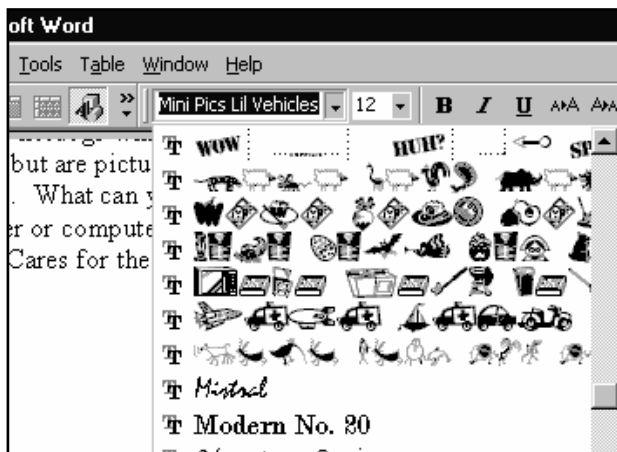 oft Word
Tools Table Window Help
Mini Pics Lil Vehicles 12 B I U
WOW HUH? SP
but are pictu
. What can y
er or compute
Cares for the
Mistral
Modern No. 20